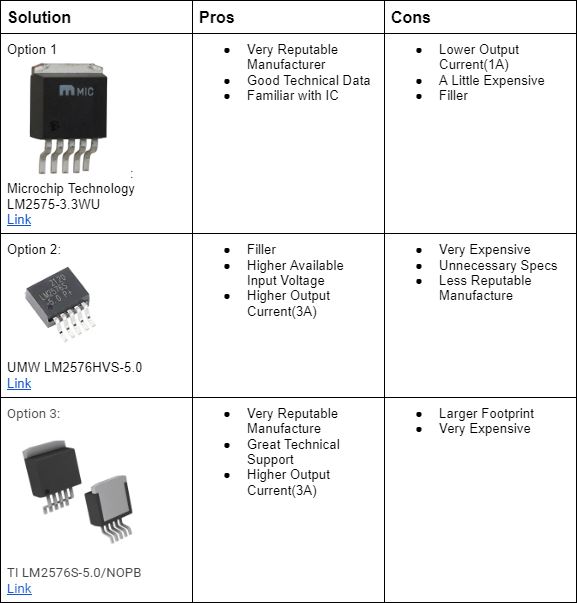 Solution
Pros
Cons
Option 1
MIC
:
Microchip Technology
LM2575-3.3WU
Link
● Very Reputable
Manufacturer
● Good Technical Data
● Familiar with IC
● Lower Output
Current(1A)
● A Little Expensive
● Filler
Option 2:
LM2576S
UMW LM2576HVS-5.0
Link
● Filler
● Higher Available
Input Voltage
● Higher Output
Current(3A)
● Very Expensive
● Unnecessary Specs
● Less Reputable
Manufacture
Option 3:
TI LM2576S-5.0/NOPB
Link
● Very Reputable
Manufacture
● Great Technical
Support
● Higher Output
Current(3A)
● Larger Footprint
● Very Expensive